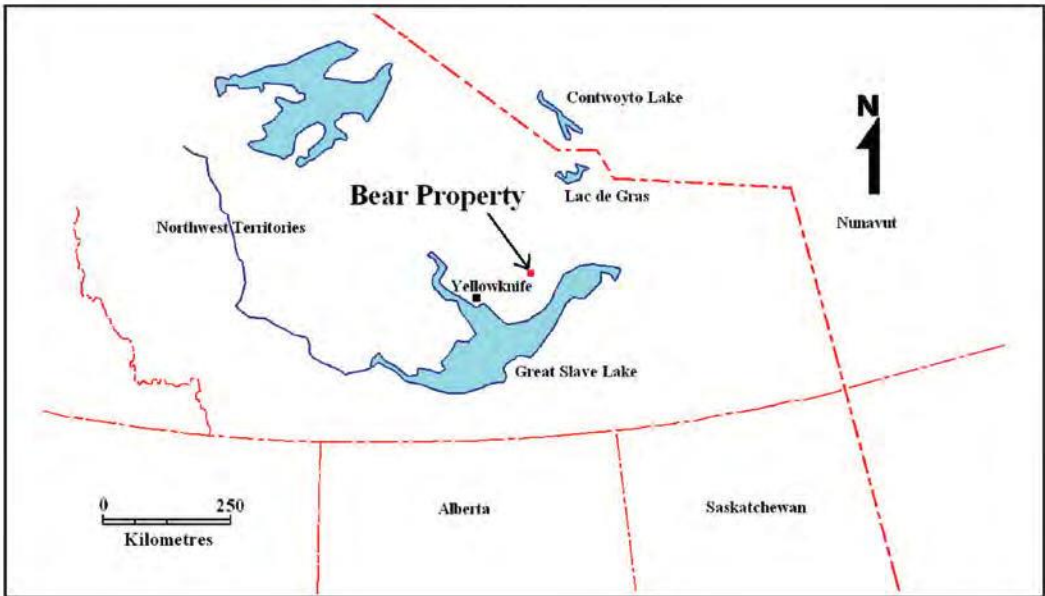 Contwoyto Lake
N
Lac de Gras
Bear Property
Northwest Territories
Nunavut
Yellowknife
Great Slave Lake
0 250
Kilometres
Alberta
Saskatchewan